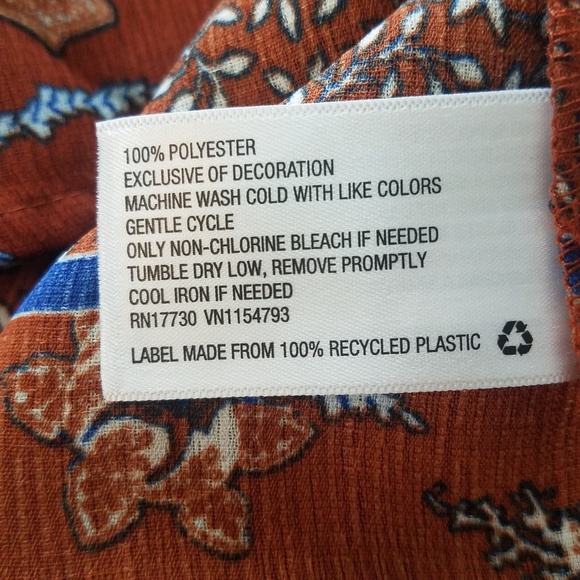 100% POLYESTER
EXCLUSIVE OF DECORATION
MACHINE WASH COLD WITH LIKE COLORS
GENTLE CYCLE
ONLY NON-CHLORINE BLEACH IF NEEDED
TUMBLE DRY LOW, REMOVE PROMPTLY
COOL IRON IF NEEDED
RN17730 VN1154793
LABEL MADE FROM 100% RECYCLED PLASTIC